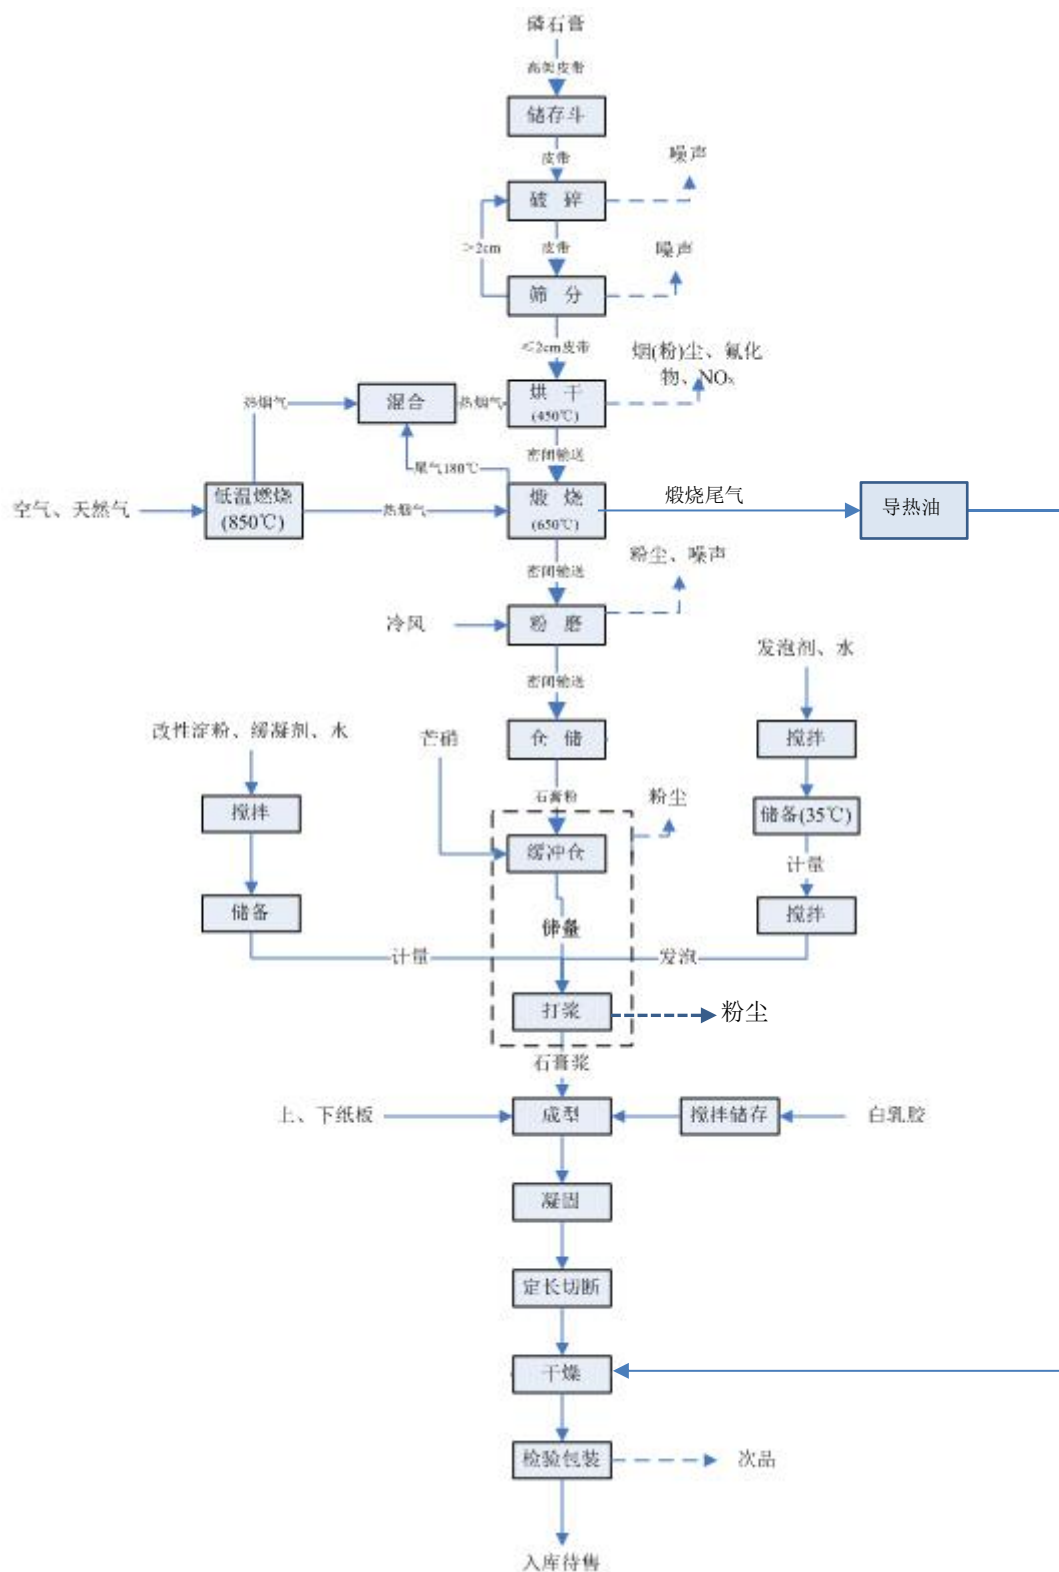 磷石膏
高架皮带
储存斗
皮带
噪声
破 碎
>2cm
皮带
噪声
筛 分
≤2cm皮带
烟(粉)尘、氟化
物、NOx
热烟气
混合
热烟气
烘 干
(450℃)
密闭输送
尾气180℃
空气、天然气
低温燃烧
(850℃)
热烟气
煅 烧
(650℃)
煅烧尾气
导热油
密闭输送
粉尘、噪声
冷风
粉 磨
密闭输送
发泡剂、水
改性淀粉、缓凝剂、水
芒硝
仓 储
搅拌
石膏粉
粉尘
搅拌
储备(35℃)
缓冲仓
计量
储备
搅拌
计量
发泡
打浆
粉尘
石膏浆
上、下纸板
成型
搅拌储存
白乳胶
凝固
定长切断
干燥
检验包装
次品
入库待售